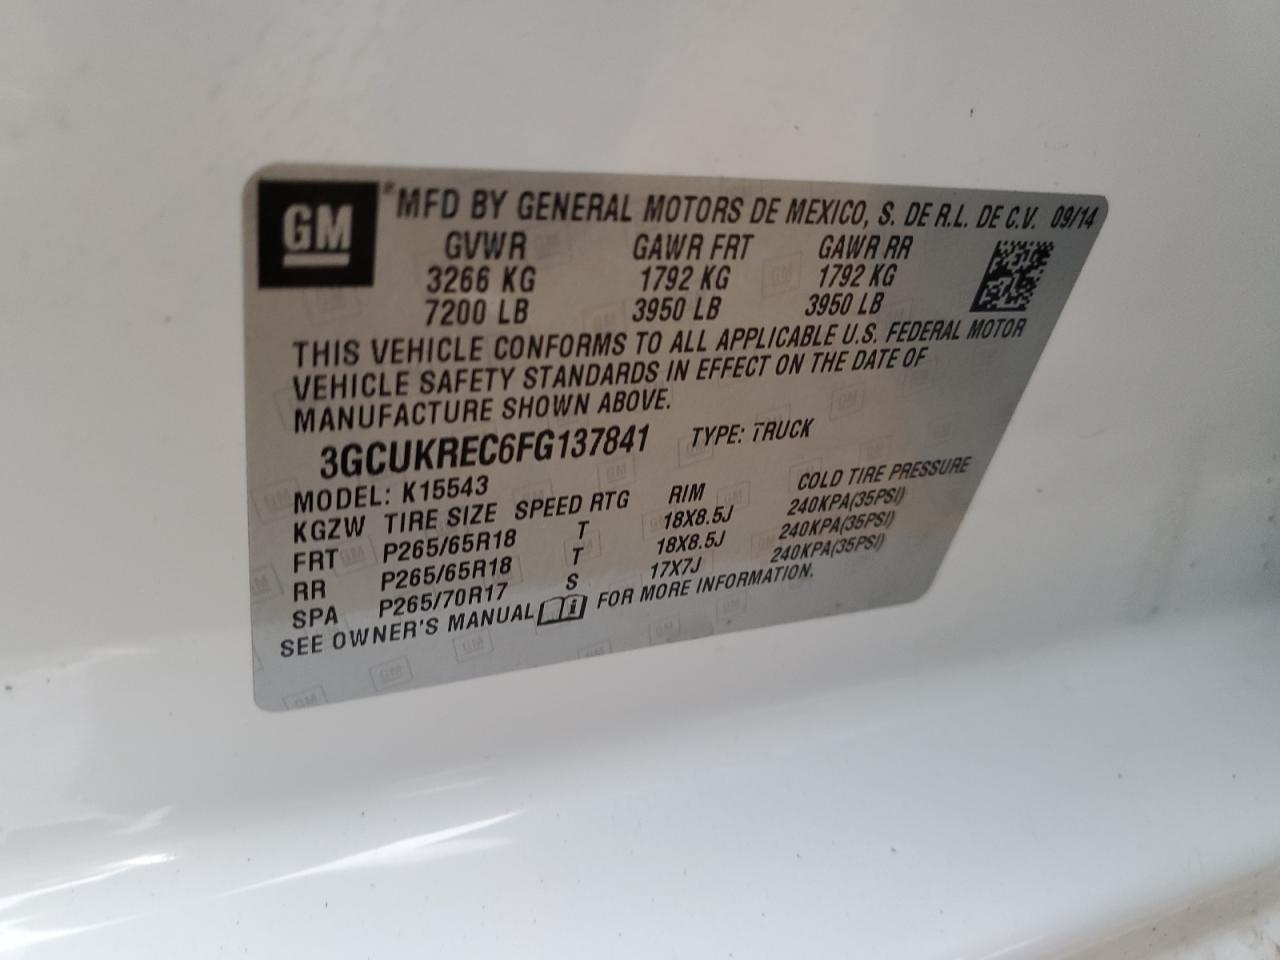 GM
*MFD BY GENERAL MOTORS DE MEXICO, S. DE R.L. DE C.V. 09/14
GVWR GAWR FRT GAWR RR
3266 KG 1792 KG 1792 KG
7200 LB 3950 LB 3950 LB
THIS VEHICLE CONFORMS TO ALL APPLICABLE U.S. FEDERAL MOTOR
VEHICLE SAFETY STANDARDS IN EFFECT ON THE DATE OF
MANUFACTURE SHOWN ABOVE.
3GCUKREC6FG137841 TYPE: TRUCK
MODEL: K15543
KGZW TIRE SIZE SPEED RTG RIM COLD TIRE PRESSURE
FRT P265/65R18 T 18X8.5J 240KPA(35PSI)
RR P265/65R18 T 18X8.5J 240KPA(35PSI)
SPA P265/70R17 S 17X7J 240KPA(35PSI)
SEE OWNER'S MANUAL FOR MORE INFORMATION.